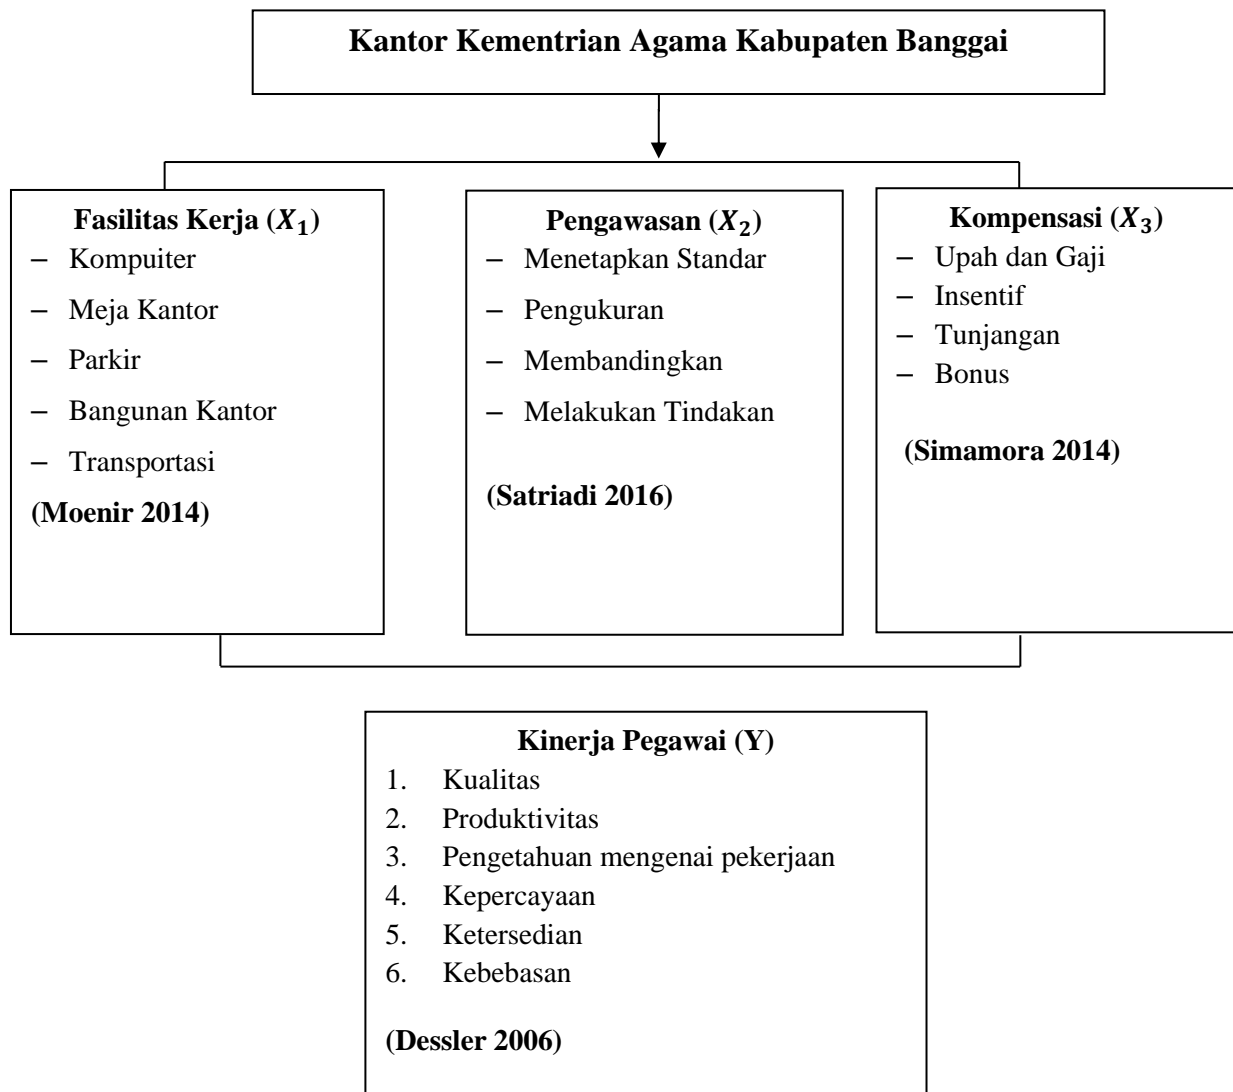 Kantor Kementrian Agama Kabupaten Banggai
Fasilitas Kerja (X₁)
– Kompuiter
– Meja Kantor
– Parkir
– Bangunan Kantor
– Transportasi
(Moenir 2014)
Pengawasan (X₂)
– Menetapkan Standar
– Pengukuran
– Membandingkan
– Melakukan Tindakan
(Satriadi 2016)
Kompensasi (X₃)
– Upah dan Gaji
– Insentif
– Tunjangan
– Bonus
(Simamora 2014)
Kinerja Pegawai (Y)
1. Kualitas
2. Produktivitas
3. Pengetahuan mengenai pekerjaan
4. Kepercayaan
5. Ketersedian
6. Kebebasan
(Dessler 2006)